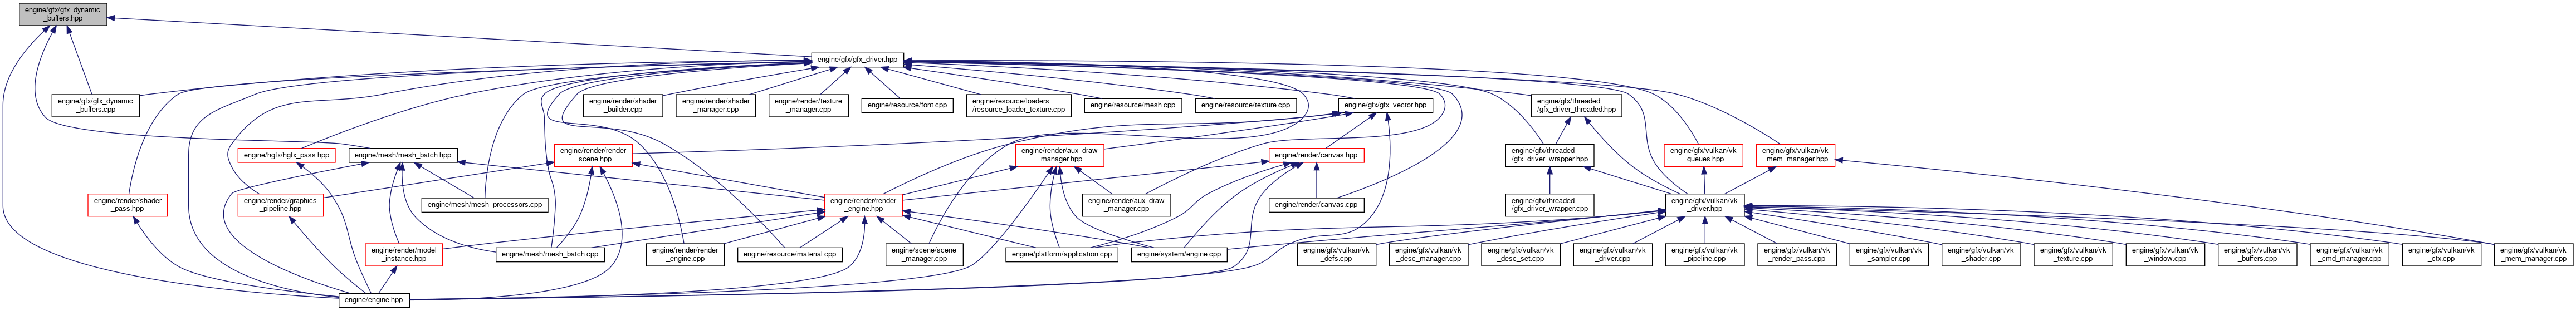 engine/gfx/gfx_dynamic
_buffers.hpp
engine/gfx/gfx_driver.hpp
engine/gfx/gfx_dynamic
_buffers.cpp
engine/render/shader
_builder.cpp
engine/render/shader
_manager.cpp
engine/render/texture
_manager.cpp
engine/resource/font.cpp
engine/resource/loaders
/resource_loader_texture.cpp
engine/resource/mesh.cpp
engine/resource/texture.cpp
engine/gfx/gfx_vector.hpp
engine/gfx/threaded
/gfx_driver_threaded.hpp
engine/hgfx/hgfx_pass.hpp
engine/mesh/mesh_batch.hpp
engine/render/render
_scene.hpp
engine/render/aux_draw
_manager.hpp
engine/render/canvas.hpp
engine/gfx/threaded
/gfx_driver_wrapper.hpp
engine/gfx/vulkan/vk
_queues.hpp
engine/gfx/vulkan/vk
_mem_manager.hpp
engine/render/shader
_pass.hpp
engine/render/graphics
_pipeline.hpp
engine/mesh/mesh_processors.cpp
engine/render/render
_engine.hpp
engine/render/aux_draw
_manager.cpp
engine/render/canvas.cpp
engine/gfx/threaded
/gfx_driver_wrapper.cpp
engine/gfx/vulkan/vk
_driver.hpp
engine/render/model
_instance.hpp
engine/mesh/mesh_batch.cpp
engine/render/render
_engine.cpp
engine/resource/material.cpp
engine/scene/scene
_manager.cpp
engine/platform/application.cpp
engine/system/engine.cpp
engine/gfx/vulkan/vk
_defs.cpp
engine/gfx/vulkan/vk
_desc_manager.cpp
engine/gfx/vulkan/vk
_desc_set.cpp
engine/gfx/vulkan/vk
_driver.cpp
engine/gfx/vulkan/vk
_pipeline.cpp
engine/gfx/vulkan/vk
_render_pass.cpp
engine/gfx/vulkan/vk
_sampler.cpp
engine/gfx/vulkan/vk
_shader.cpp
engine/gfx/vulkan/vk
_texture.cpp
engine/gfx/vulkan/vk
_window.cpp
engine/gfx/vulkan/vk
_buffers.cpp
engine/gfx/vulkan/vk
_cmd_manager.cpp
engine/gfx/vulkan/vk
_ctx.cpp
engine/gfx/vulkan/vk
_mem_manager.cpp
engine/engine.hpp